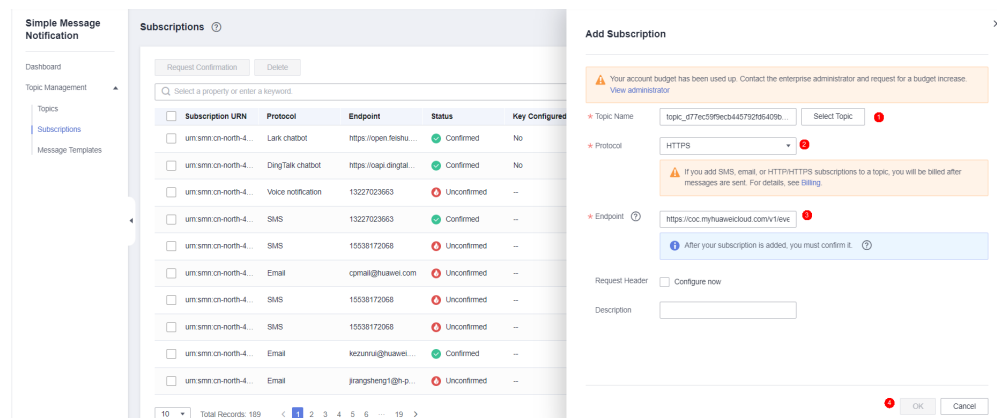 Simple Message
Notification
Dashboard
Topic Management
Topics
Subscriptions
Message Templates
Subscriptions ?
Request Confirmation Delete
Select a property or enter a keyword.
Subscription URN Protocol Endpoint Status Key Configured
urn:smn:cn-north-4... Lark chatbot https://open.feishu.... Confirmed No
urn:smn:cn-north-4... DingTalk chatbot https://oapi.dingtal... Confirmed No
urn:smn:cn-north-4... Voice notification 13227023663 Unconfirmed --
urn:smn:cn-north-4... SMS 13227023663 Confirmed --
urn:smn:cn-north-4... SMS 15538172068 Unconfirmed --
urn:smn:cn-north-4... Email cpmail@huawei.com Unconfirmed --
urn:smn:cn-north-4... SMS 15538172068 Unconfirmed --
urn:smn:cn-north-4... SMS 15538172068 Unconfirmed --
urn:smn:cn-north-4... Email kezunrui@huawei.... Confirmed --
urn:smn:cn-north-4... Email jirangsheng1@h-p... Unconfirmed --
10 Total Records: 189 < 1 2 3 4 5 6 ... 19 >
Add Subscription
Your account budget has been used up. Contact the enterprise administrator and request for a budget increase.
View administrator
* Topic Name topic_d77ec59f9ecb445792fd6409b... Select Topic 1
* Protocol HTTPS 2
If you add SMS, email, or HTTP/HTTPS subscriptions to a topic, you will be billed after
messages are sent. For details, see Billing.
* Endpoint ? https://coc.myhuaweicloud.com/v1/eve 3
After your subscription is added, you must confirm it. ?
Request Header Configure now
Description
4 OK Cancel